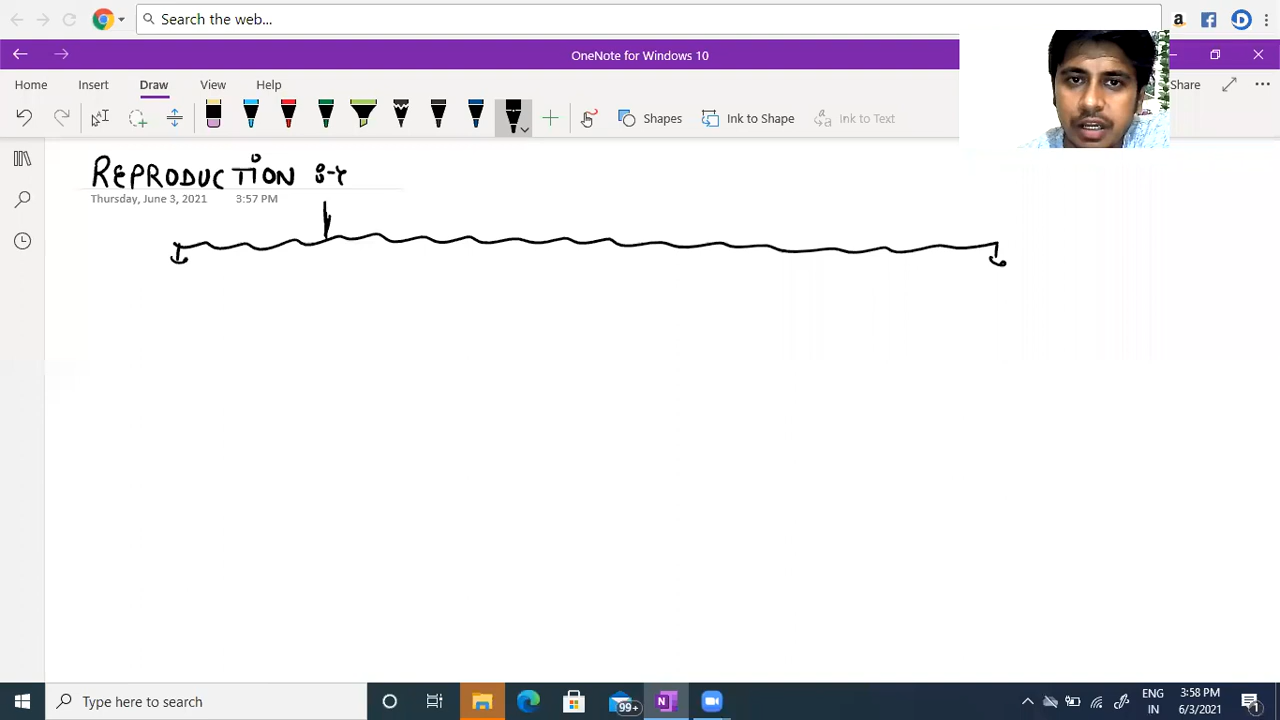 Search the web...
OneNote for Windows 10
Home Insert Draw View Help Share
Shapes Ink to Shape Ink to Text
REPRODUCTION
Thursday, June 3, 2021 3:57 PM
Type here to search
99+
ENG
IN
3:58 PM
6/3/2021
1